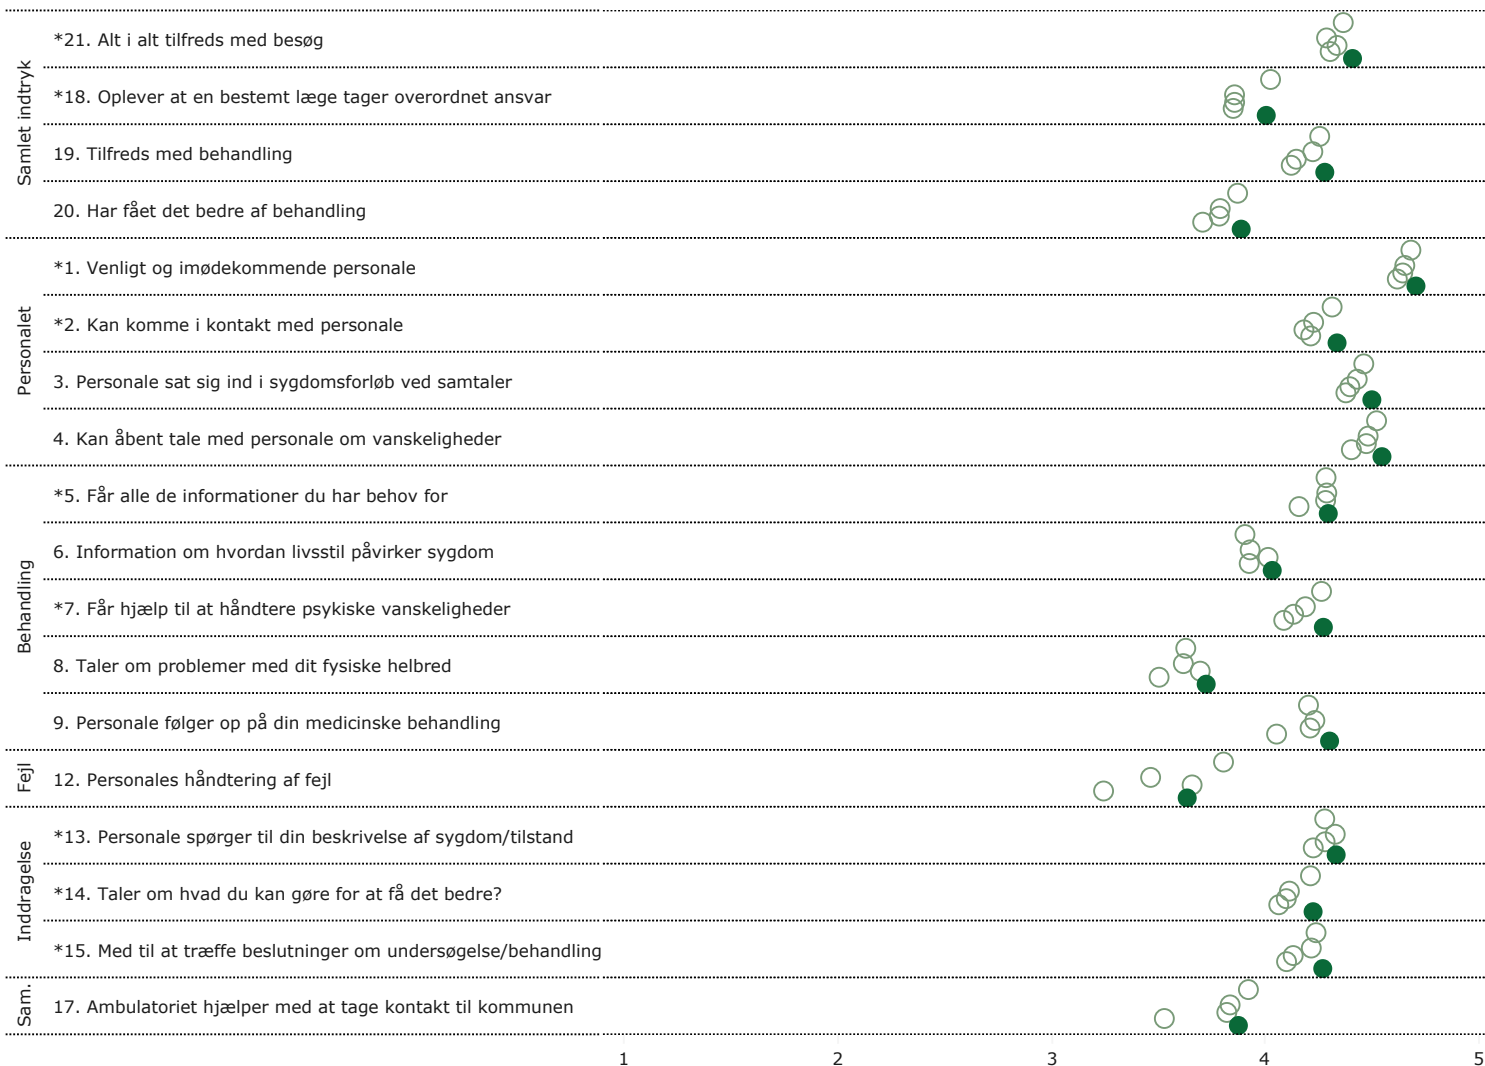 Samlet indtryk
*21. Alt i alt tilfreds med besøg
*18. Oplever at en bestemt læge tager overordnet ansvar
19. Tilfreds med behandling
20. Har fået det bedre af behandling
Personalet
*1. Venligt og imødekommende personale
*2. Kan komme i kontakt med personale
3. Personale sat sig ind i sygdomsforløb ved samtaler
4. Kan åbent tale med personale om vanskeligheder
Behandling
*5. Får alle de informationer du har behov for
6. Information om hvordan livsstil påvirker sygdom
*7. Får hjælp til at håndtere psykiske vanskeligheder
8. Taler om problemer med dit fysiske helbred
9. Personale følger op på din medicinske behandling
Fejl
12. Personales håndtering af fejl
Inddragelse
*13. Personale spørger til din beskrivelse af sygdom/tilstand
*14. Taler om hvad du kan gøre for at få det bedre?
*15. Med til at træffe beslutninger om undersøgelse/behandling
Sam.
17. Ambulatoriet hjælper med at tage kontakt til kommunen
1 2 3 4 5